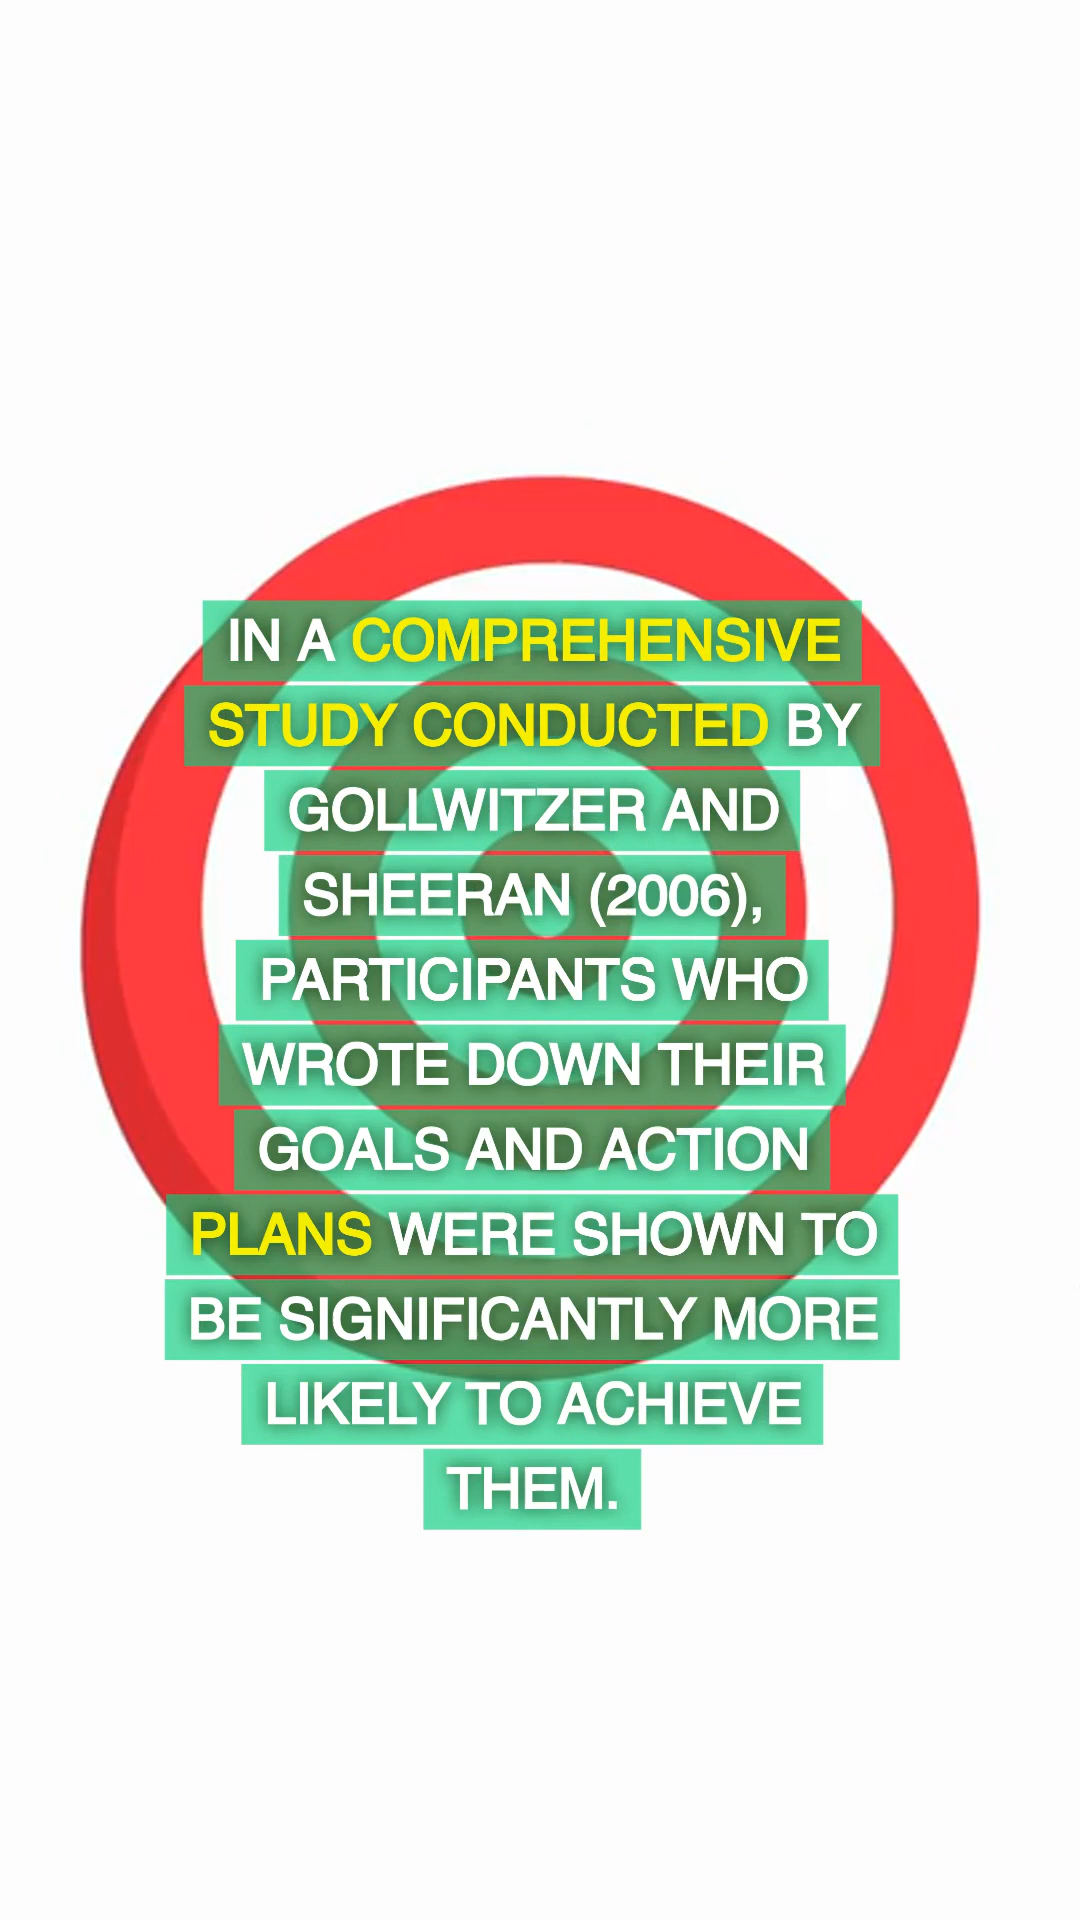 IN A COMPREHENSIVE
STUDY CONDUCTED BY
GOLLWITZER AND
SHEERAN (2006),
PARTICIPANTS WHO
WROTE DOWN THEIR
GOALS AND ACTION
PLANS WERE SHOWN TO
BE SIGNIFICANTLY MORE
LIKELY TO ACHIEVE
THEM.